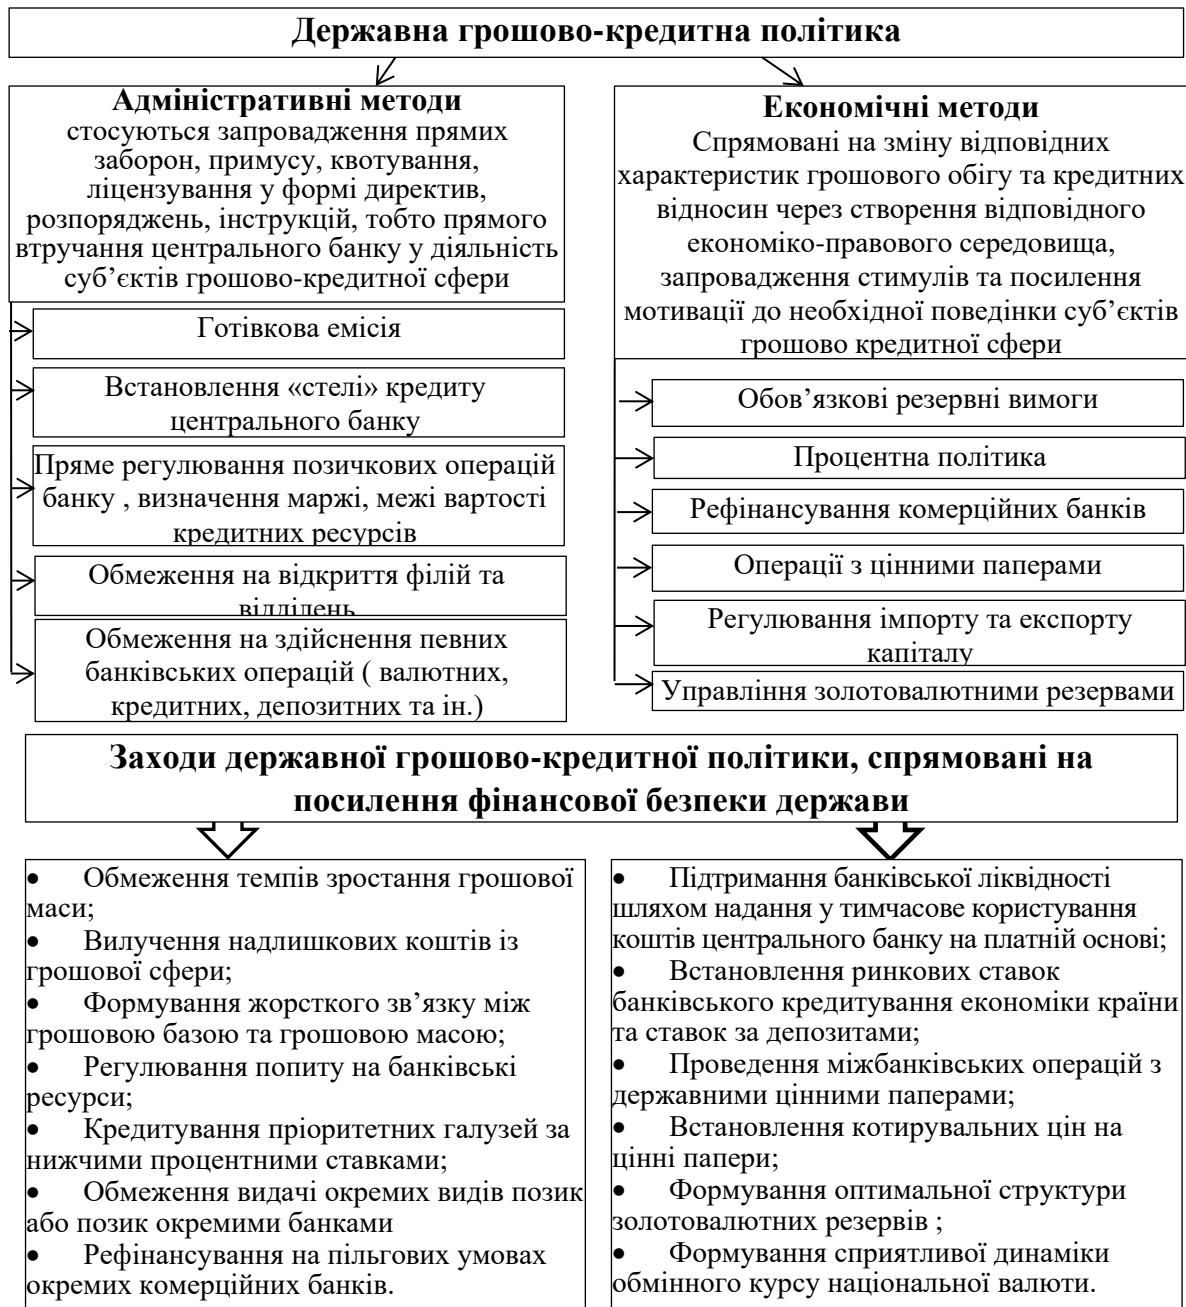 Державна грошово-кредитна політика
Адміністративні методи
стосуються запровадження прямих
заборон, примусу, квотування,
ліцензування у формі директив,
розпоряджень, інструкцій, тобто прямого
втручання центрального банку у діяльність
суб’єктів грошово-кредитної сфери
Готівкова емісія
Встановлення «стелі» кредиту
центрального банку
Пряме регулювання позичкових операцій
банку , визначення маржі, межі вартості
кредитних ресурсів
Обмеження на відкриття філій та
відділень
Обмеження на здійснення певних
банківських операцій ( валютних,
кредитних, депозитних та ін.)
Економічні методи
Спрямовані на зміну відповідних
характеристик грошового обігу та кредитних
відносин через створення відповідного
економіко-правового середовища,
запровадження стимулів та посилення
мотивації до необхідної поведінки суб’єктів
грошово кредитної сфери
Обов’язкові резервні вимоги
Процентна політика
Рефінансування комерційних банків
Операції з цінними паперами
Регулювання імпорту та експорту
капіталу
Управління золотовалютними резервами
Заходи державної грошово-кредитної політики, спрямовані на
посилення фінансової безпеки держави
• Обмеження темпів зростання грошової
маси;
• Вилучення надлишкових коштів із
грошової сфери;
• Формування жорсткого зв’язку між
грошовою базою та грошовою масою;
• Регулювання попиту на банківські
ресурси;
• Кредитування пріоритетних галузей за
нижчими процентними ставками;
• Обмеження видачі окремих видів позик
або позик окремими банками
• Рефінансування на пільгових умовах
окремих комерційних банків.
• Підтримання банківської ліквідності
шляхом надання у тимчасове користування
коштів центрального банку на платній основі;
• Встановлення ринкових ставок
банківського кредитування економіки країни
та ставок за депозитами;
• Проведення міжбанківських операцій з
державними цінними паперами;
• Встановлення котирувальних цін на
цінні папери;
• Формування оптимальної структури
золотовалютних резервів ;
• Формування сприятливої динаміки
обмінного курсу національної валюти.